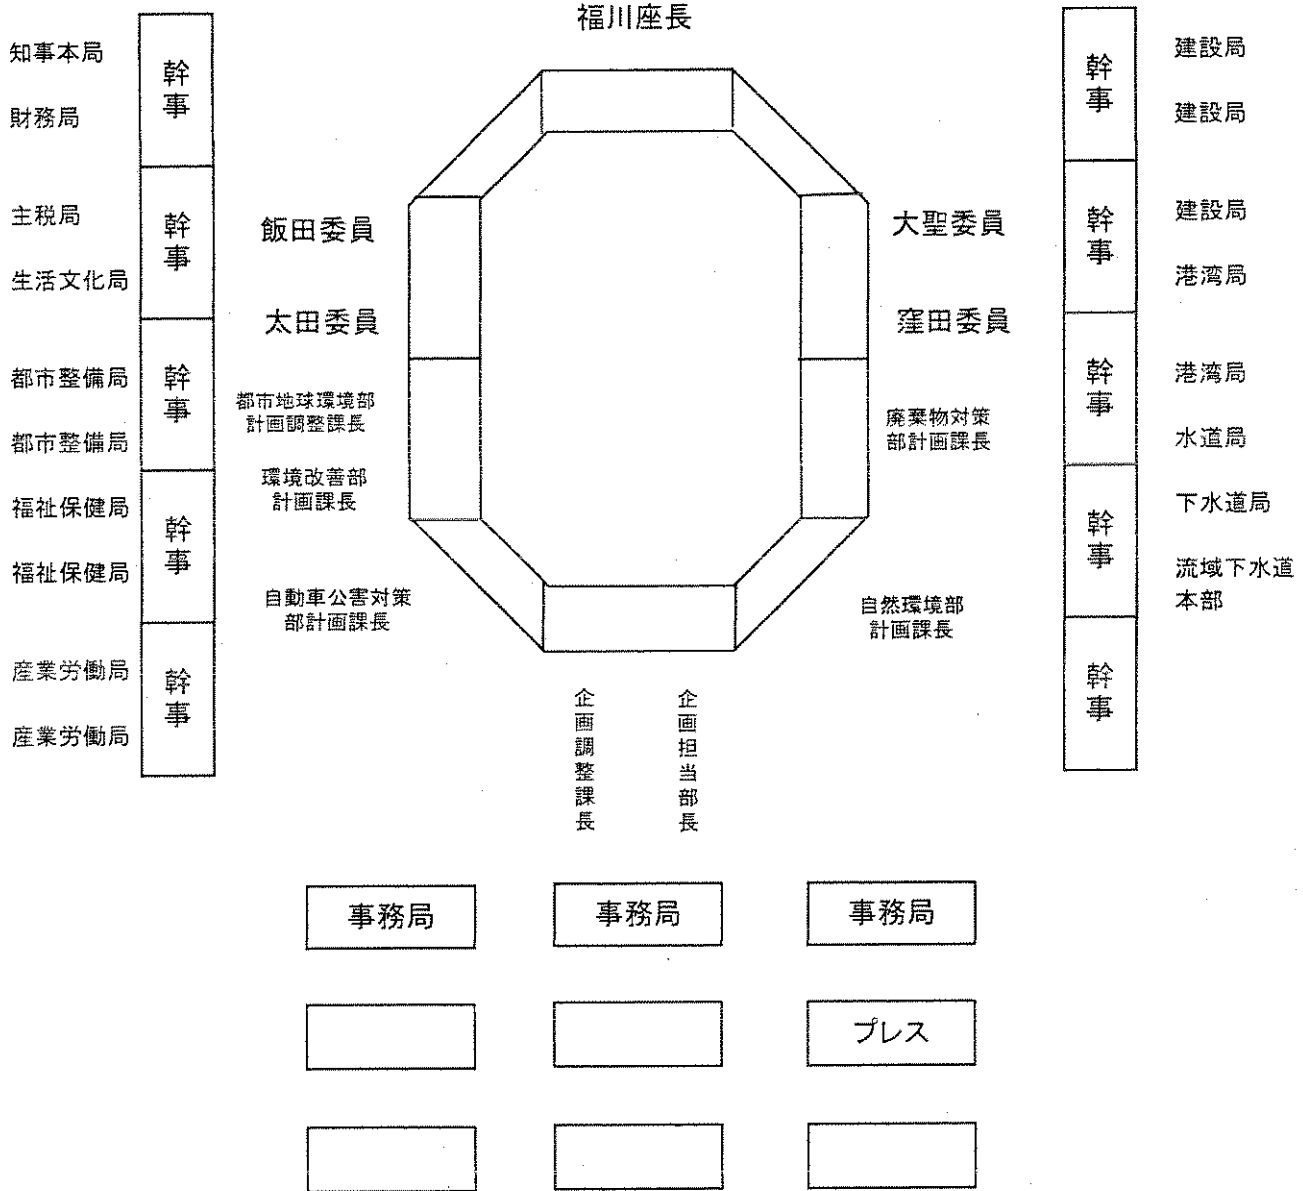 福川座長
知事本局
財務局
主税局
生活文化局
都市整備局
都市整備局
福祉保健局
福祉保健局
産業労働局
産業労働局
幹事
幹事
幹事
幹事
幹事
飯田委員
太田委員
都市地球環境部
計画調整課長
環境改善部
計画課長
自動車公害対策
部計画課長
大聖委員
窪田委員
廃棄物対策
部計画課長
自然環境部
計画課長
幹事
幹事
幹事
幹事
幹事
建設局
建設局
建設局
港湾局
港湾局
水道局
下水道局
流域下水道
本部
企画調整課長
企画担当部長
事務局
事務局
事務局
プレス